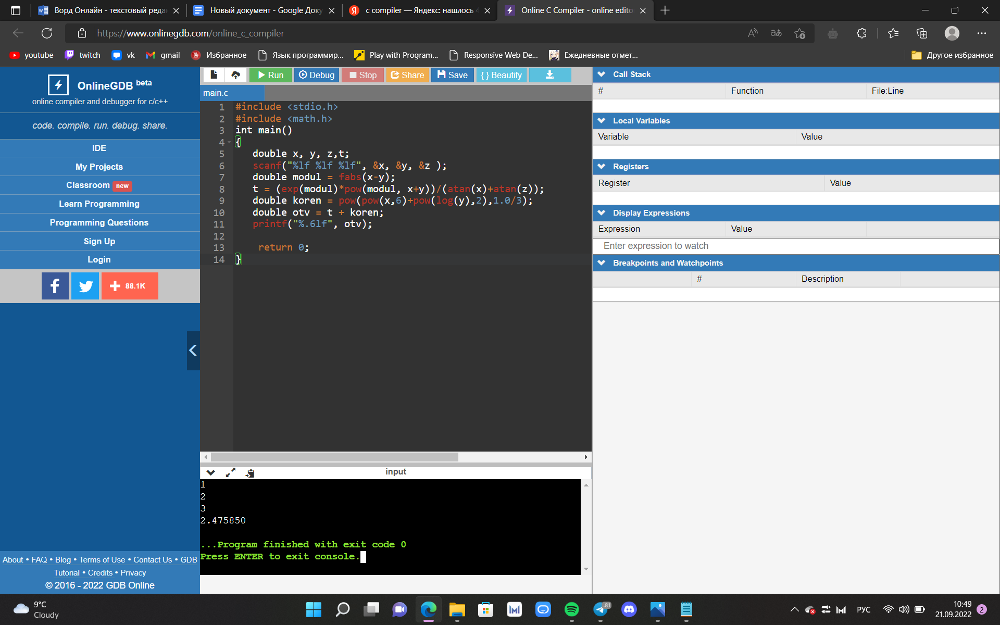 Ворд Онлайн - текстовый реда
Новый документ - Google Доку
с compiler — Яндекс: нашлось
Online C Compiler - online edito
https://www.onlinegdb.com/online_c_compiler
youtube
twitch
vk
gmail
Избранное
Язык программир...
Play with Program...
Responsive Web De...
Ежедневные отмет...
Другое избранное
OnlineGDB beta
online compiler and debugger for c/c++
code. compile. run. debug. share.
IDE
My Projects
Classroom new
Learn Programming
Programming Questions
Sign Up
Login
88.1K
About • FAQ • Blog • Terms of Use • Contact Us • GDB
Tutorial • Credits • Privacy
© 2016 - 2022 GDB Online
Run
Debug
Stop
Share
Save
{ } Beautify
main.c
1 #include <stdio.h>
2 #include <math.h>
3 int main()
4 {
5 double x, y, z,t;
6 scanf("%lf %lf %lf", &x, &y, &z );
7 double modul = fabs(x-y);
8 t = (exp(modul)*pow(modul, x+y))/(atan(x)+atan(z));
9 double koren = pow(pow(x,6)+pow(log(y),2),1.0/3);
10 double otv = t + koren;
11 printf("%.6lf", otv);
12
13 return 0;
14 }
input
1
2
3
2.475850
...Program finished with exit code 0
Press ENTER to exit console.
Call Stack
# Function File:Line
Local Variables
Variable Value
Registers
Register Value
Display Expressions
Expression Value
Enter expression to watch
Breakpoints and Watchpoints
# Description
9°C
Cloudy
81
РУС
10:49
21.09.2022
2